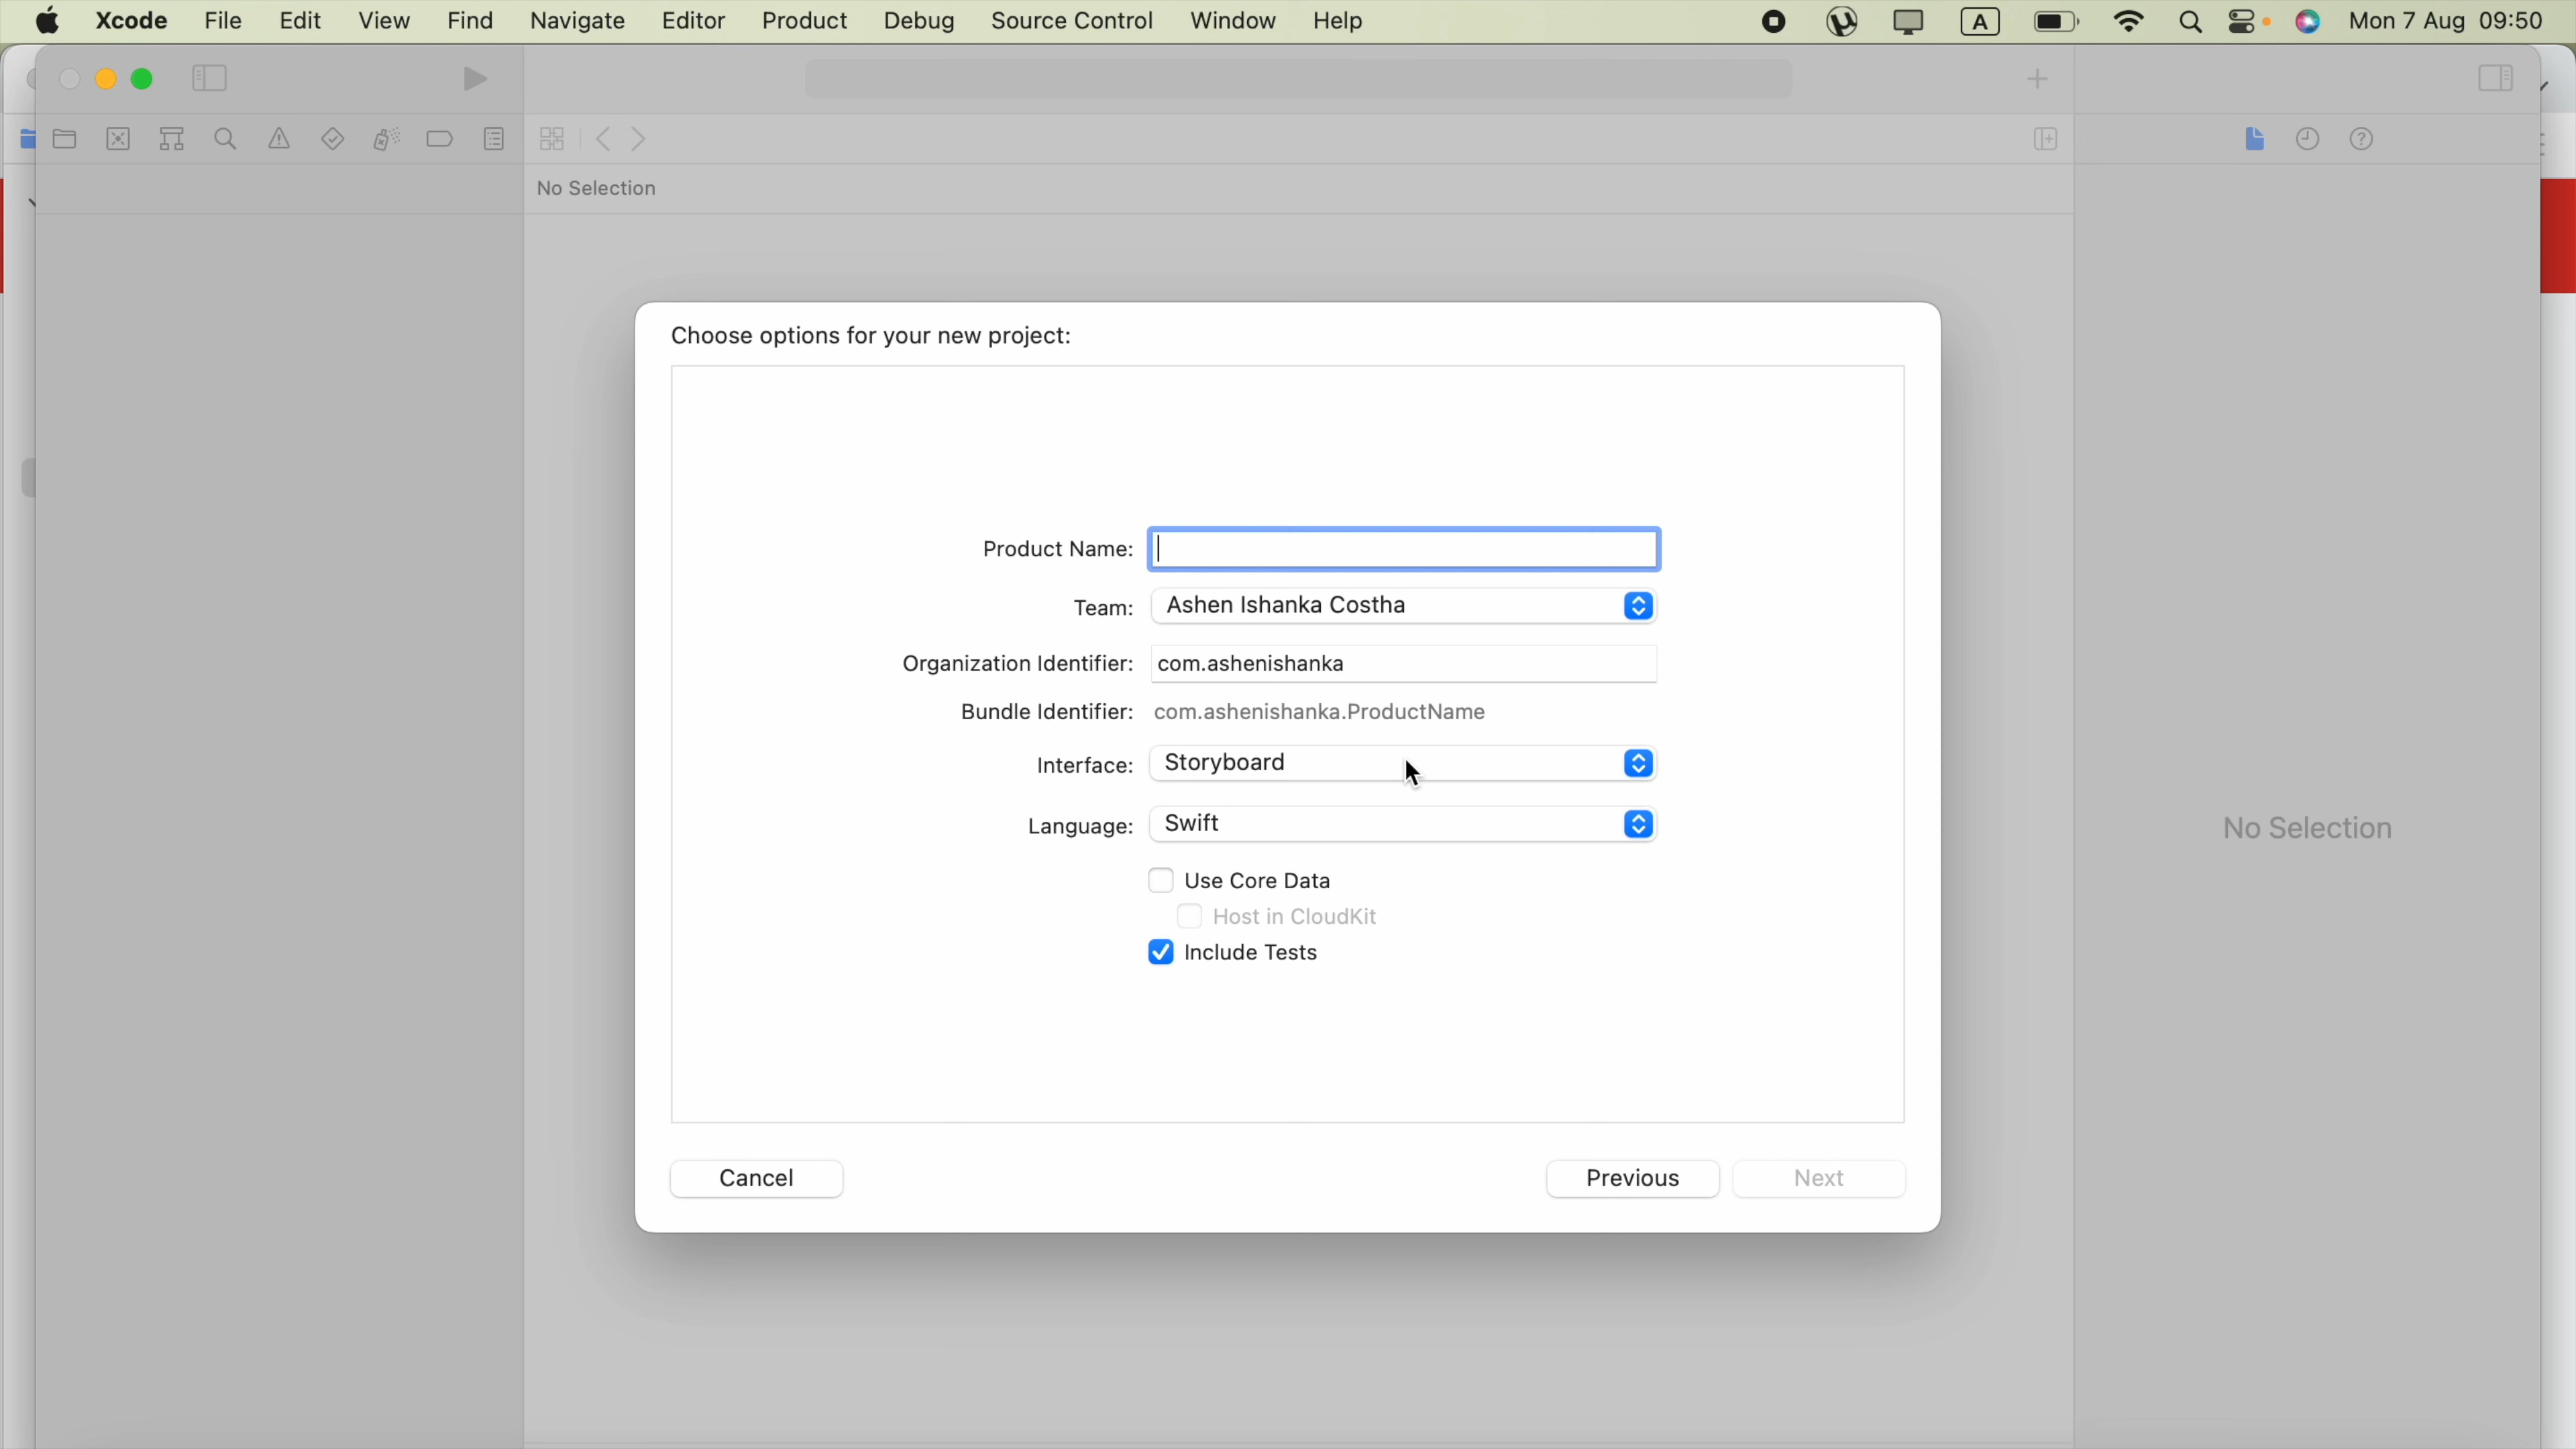 Xcode File Edit View Find Navigate Editor Product Debug Source Control Window Help A Mon 7 Aug 09:50
No Selection
Choose options for your new project:
Product Name:
Team: Ashen Ishanka Costha
Organization Identifier: com.ashenishanka
Bundle Identifier: com.ashenishanka.ProductName
Interface: Storyboard
Language: Swift
No Selection
Use Core Data
Host in CloudKit
Include Tests
Cancel Previous Next